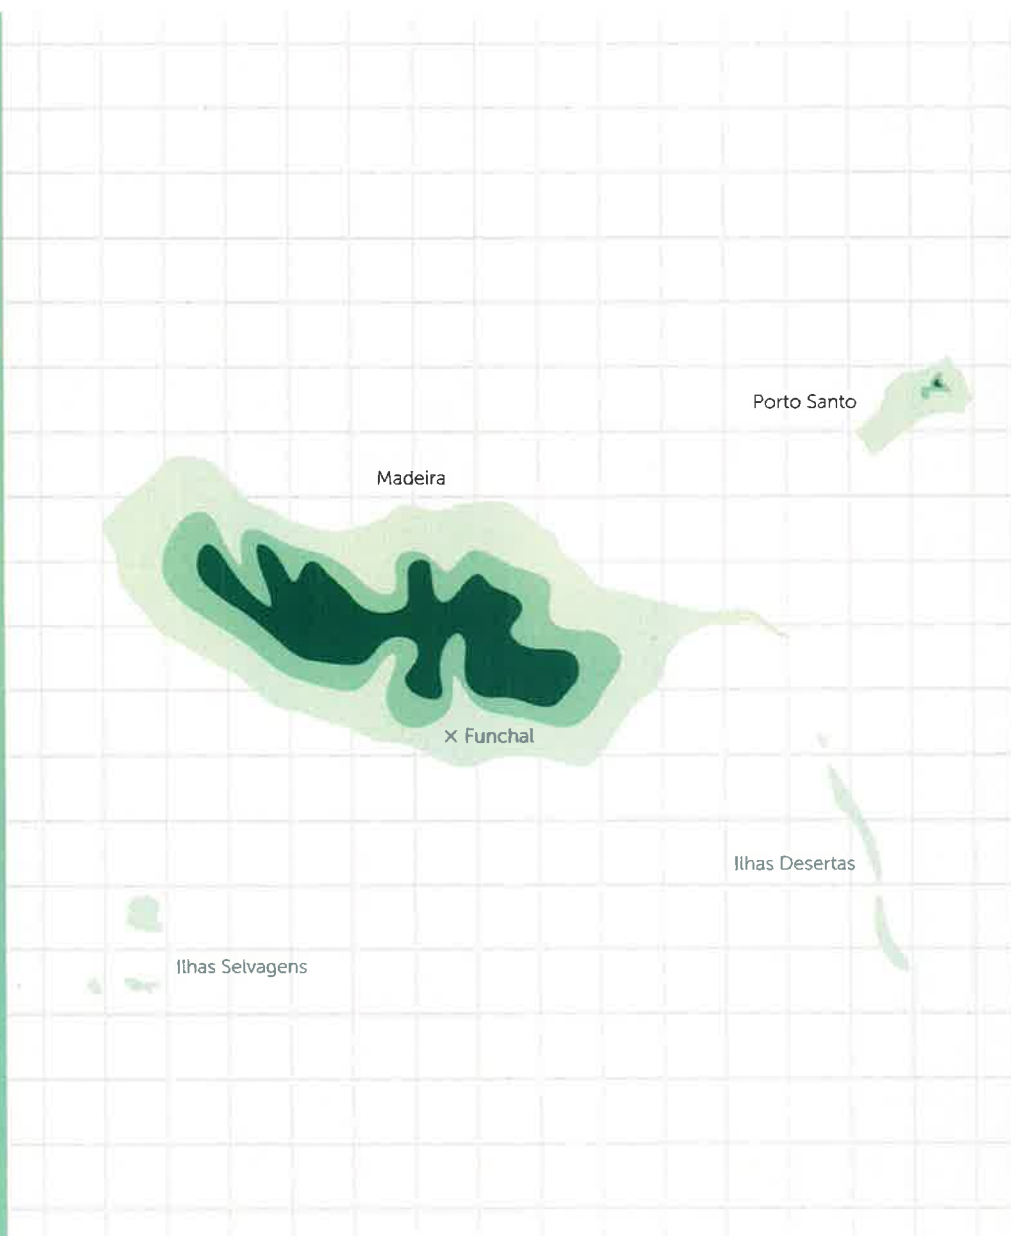 Porto Santo
Madeira
× Funchal
Ilhas Desertas
Ilhas Selvagens